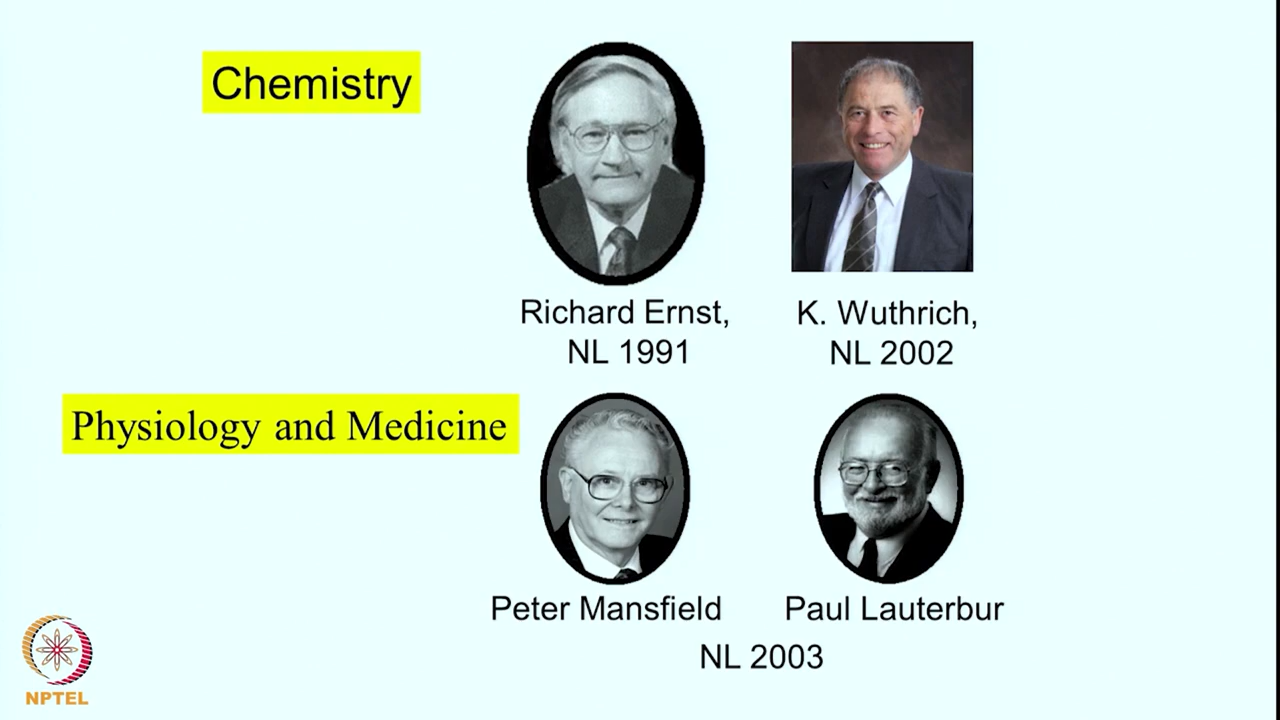 Chemistry
Richard Ernst,
NL 1991
K. Wuthrich,
NL 2002
Physiology and Medicine
Peter Mansfield
Paul Lauterbur
NL 2003
NPTEL